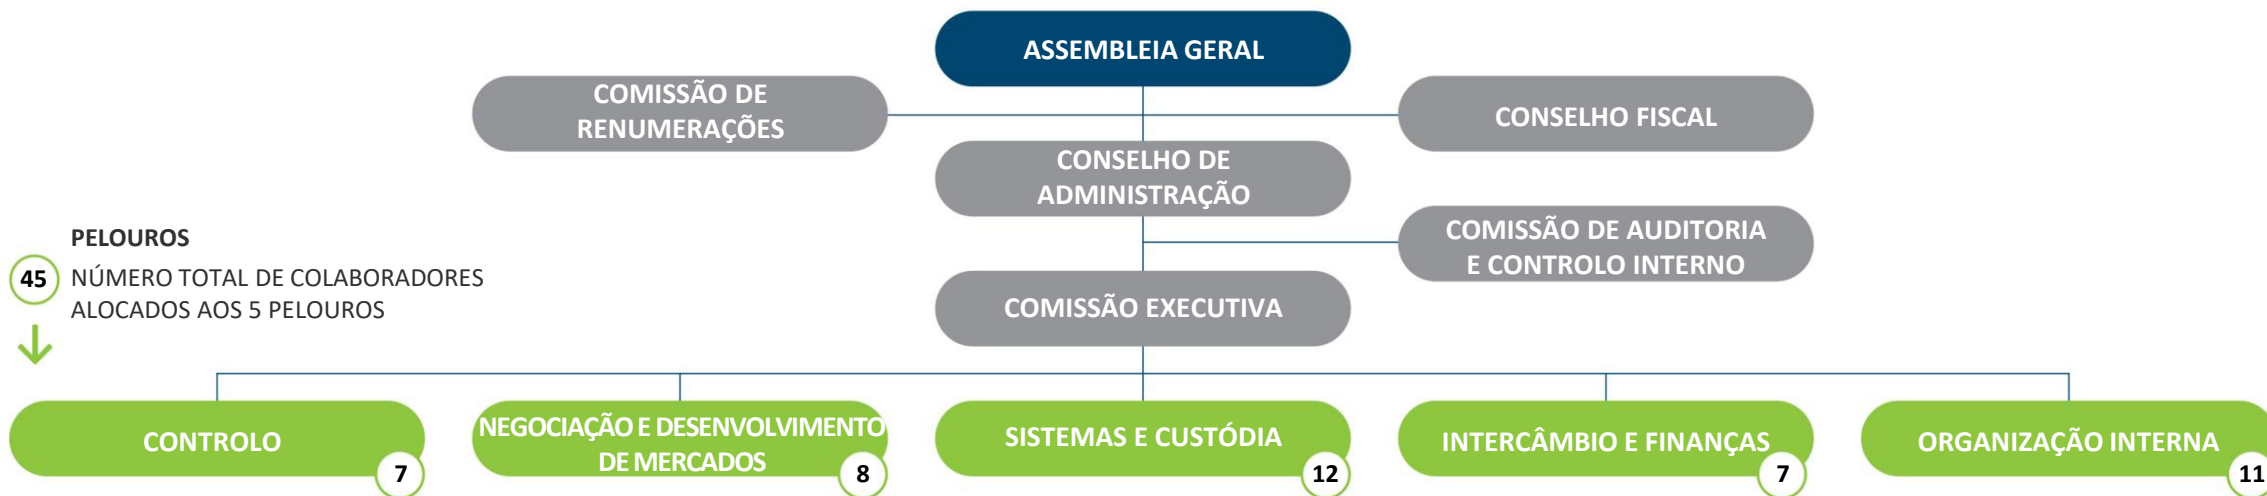 ASSEMBLEIA GERAL
COMISSÃO DE
RENUMERAÇÕES
CONSELHO FISCAL
CONSELHO DE
ADMINISTRAÇÃO
COMISSÃO DE AUDITORIA
E CONTROLO INTERNO
PELOUROS
45 NÚMERO TOTAL DE COLABORADORES
ALOCADOS AOS 5 PELOUROS
COMISSÃO EXECUTIVA
CONTROLO
7
NEGOCIAÇÃO E DESENVOLVIMENTO
DE MERCADOS
8
SISTEMAS E CUSTÓDIA
12
INTERCÂMBIO E FINANÇAS
7
ORGANIZAÇÃO INTERNA
11